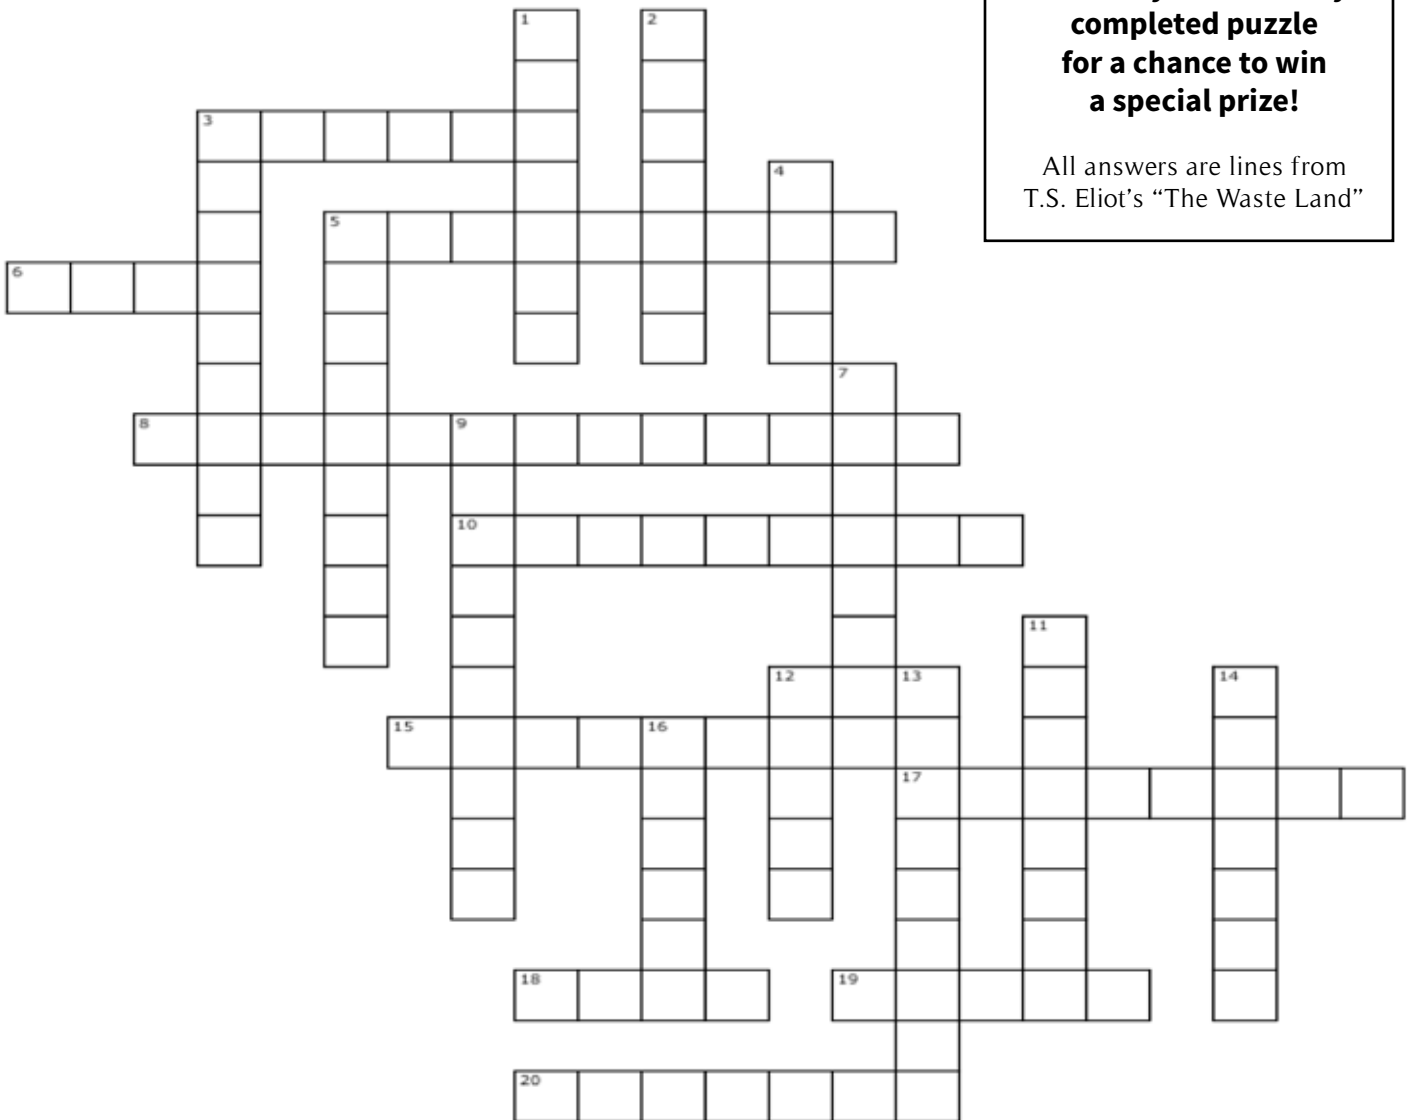 completed puzzle
for a chance to win
a special prize!
All answers are lines from
T.S. Eliot’s “The Waste Land”
1 2
3
4
5
6
7
8 9
10
11
12 13 14
15 16
17
18 19
20